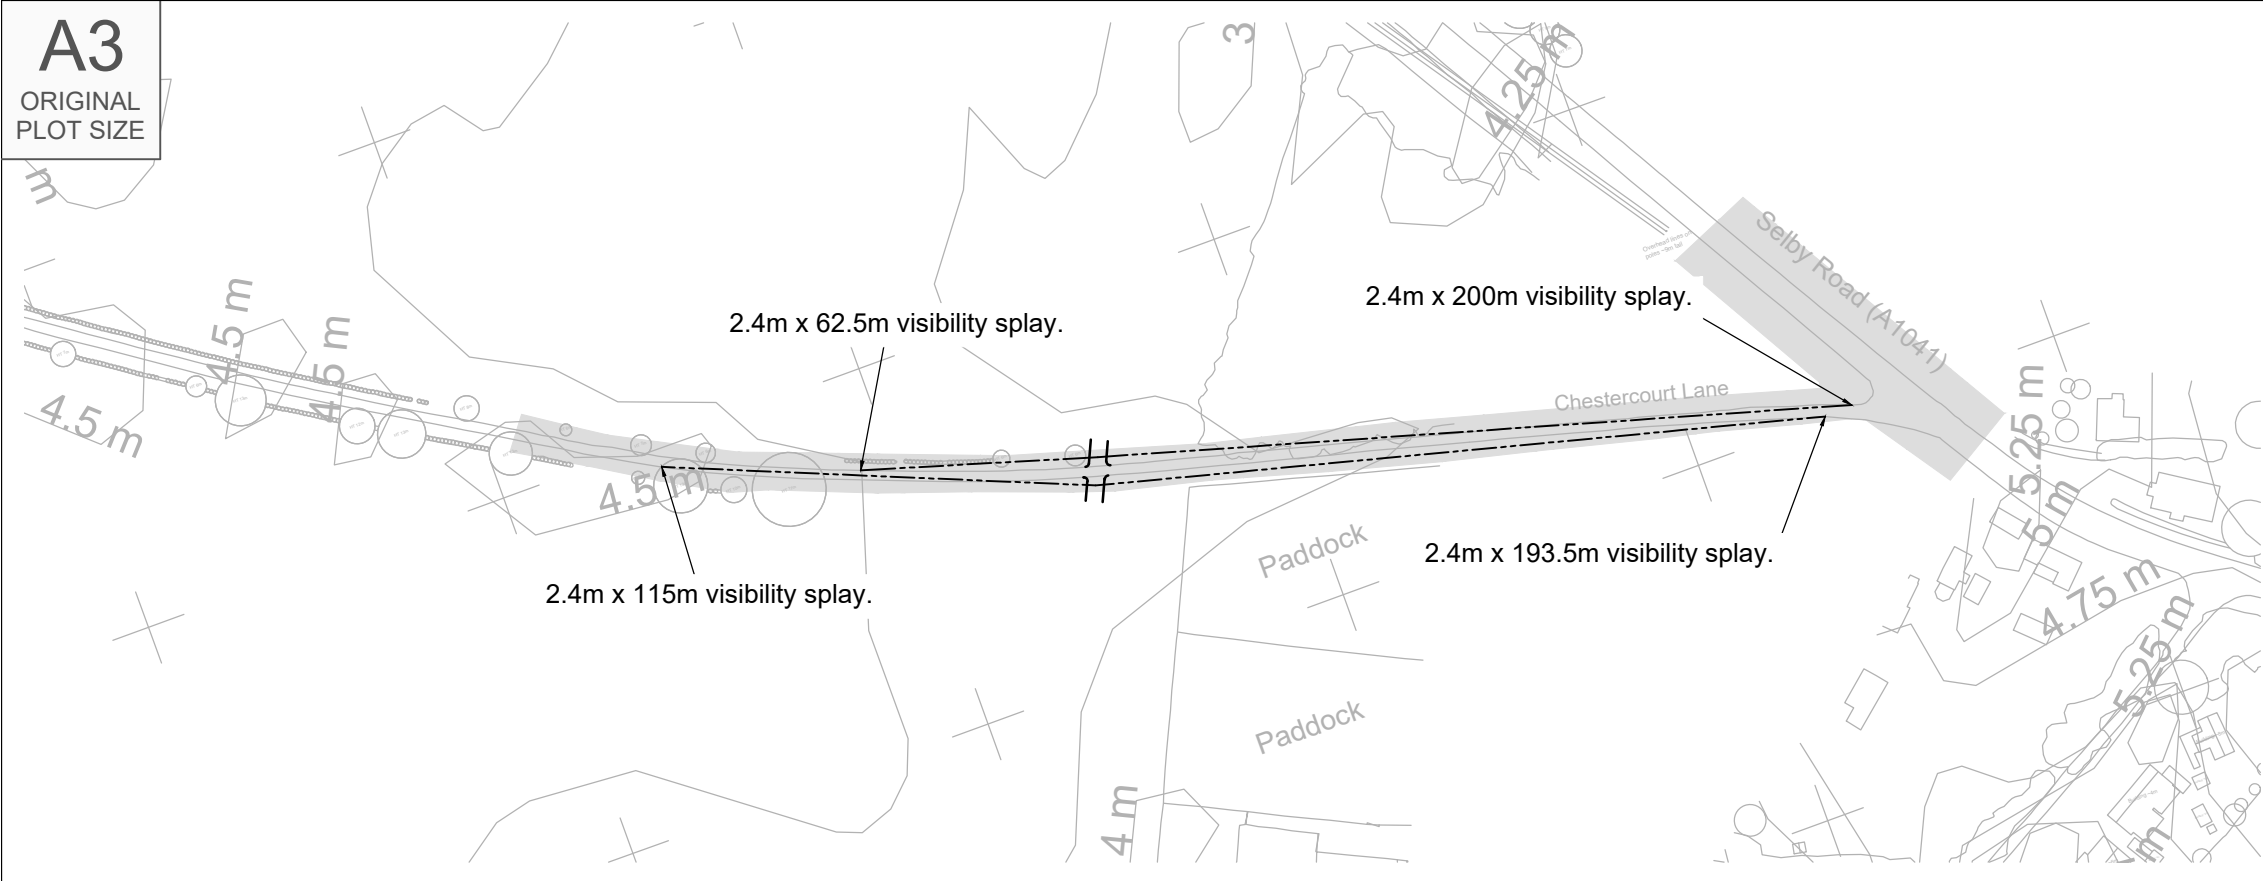 A3
ORIGINAL
PLOT SIZE
m
3
4.25 m
Selby Road (A1041)
2.4m x 200m visibility splay.
2.4m x 62.5m visibility splay.
4.5 m
4.5 m
4.5 m
Chestercourt Lane
5.25 m
4.5 m
5 m
Paddock
2.4m x 193.5m visibility splay.
2.4m x 115m visibility splay.
4.75 m
5.25 m
Paddock
4 m
m